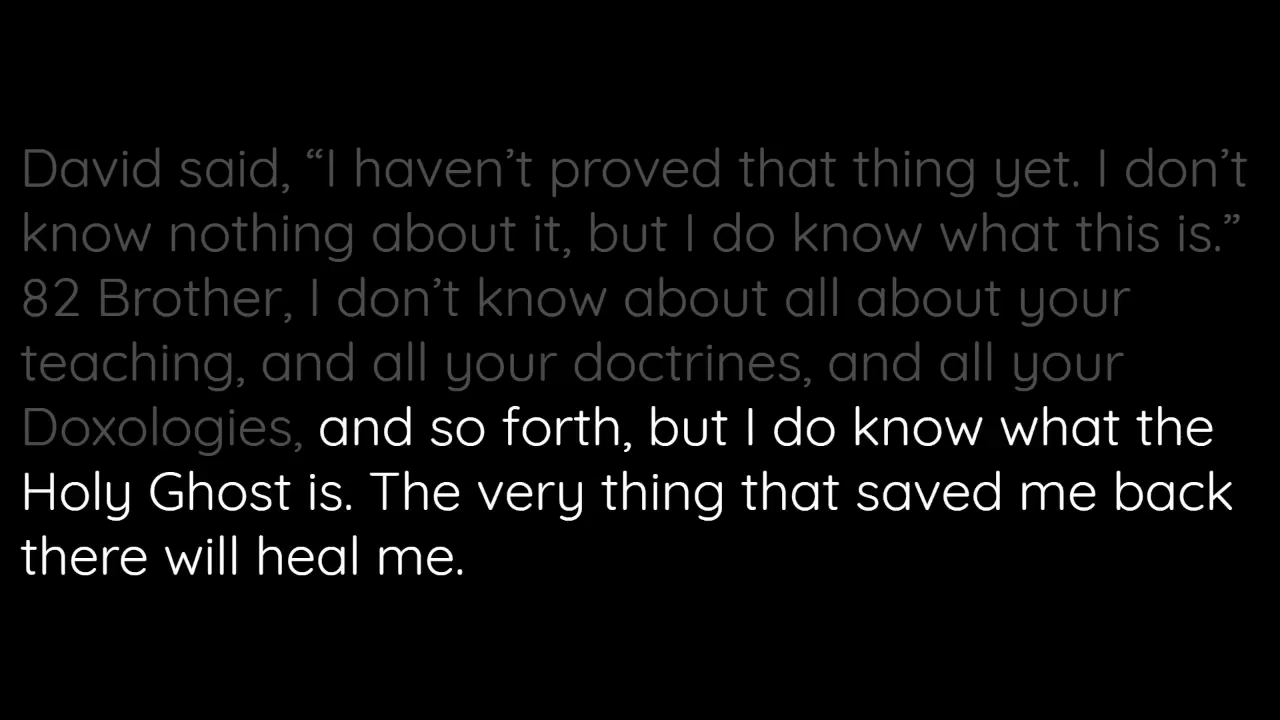 David said, “I haven’t proved that thing yet. I don’t
know nothing about it, but I do know what this is.”
82 Brother, I don’t know about all about your
teaching, and all your doctrines, and all your
Doxologies, and so forth, but I do know what the
Holy Ghost is. The very thing that saved me back
there will heal me.